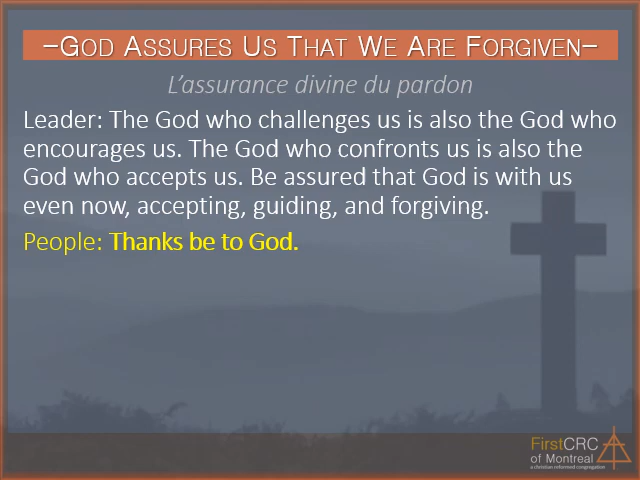 –GOD ASSURES US THAT WE ARE FORGIVEN–
L’assurance divine du pardon
Leader: The God who challenges us is also the God who
encourages us. The God who confronts us is also the
God who accepts us. Be assured that God is with us
even now, accepting, guiding, and forgiving.
People: Thanks be to God.
FirstCRC
of Montreal
a christian reformed congregation